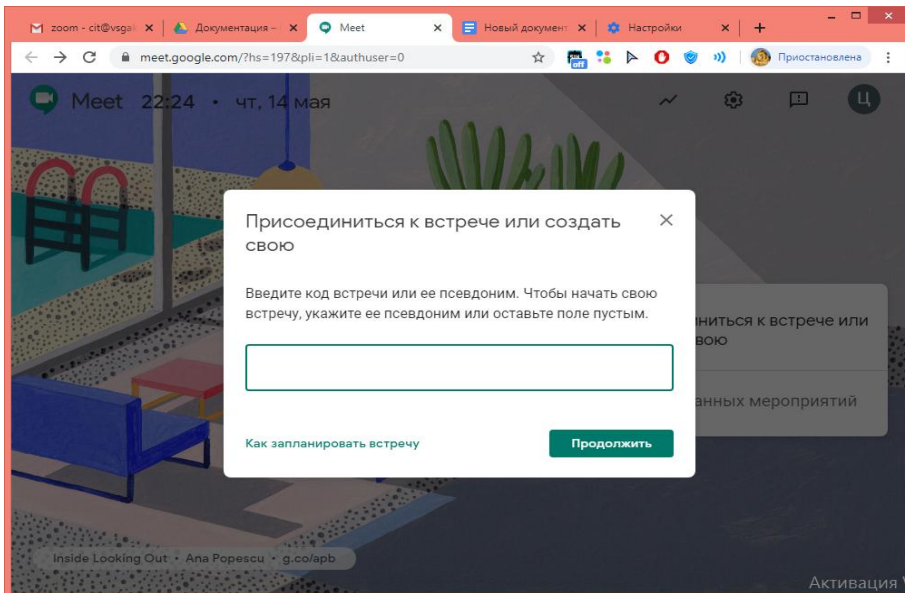 zoom - cit@vsga
Документация –
Meet
Новый документ
Настройки
meet.google.com/?hs=197&pli=1&authuser=0
off
Приостановлена
Meet 22:24 • чт, 14 мая
Ц
Присоединиться к встрече или создать
свою
Введите код встречи или ее псевдоним. Чтобы начать свою
встречу, укажите ее псевдоним или оставьте поле пустым.
ниться к встрече или
вою
анных мероприятий
Как запланировать встречу
Продолжить
Inside Looking Out • Ana Popescu • g.co/apb
Активация